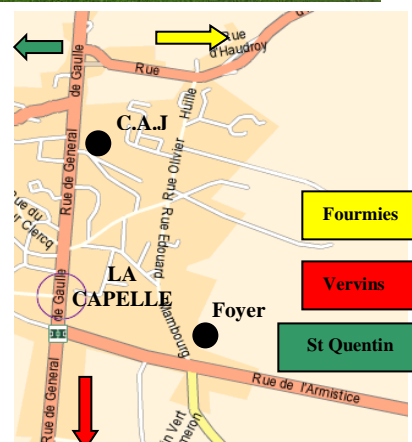 Rue
d'Haudroy
Rue
de Gaulle
Huille
C.A.J
Rue de General
Rue Olivier
Rue du
Clercq
Rue Edouard
Fourmies
LA
CAPELLE
Vervins
de Gaulle
Foyer
Flambourg
St Quentin
Rue de l'Armistice
Rue de General
Vert